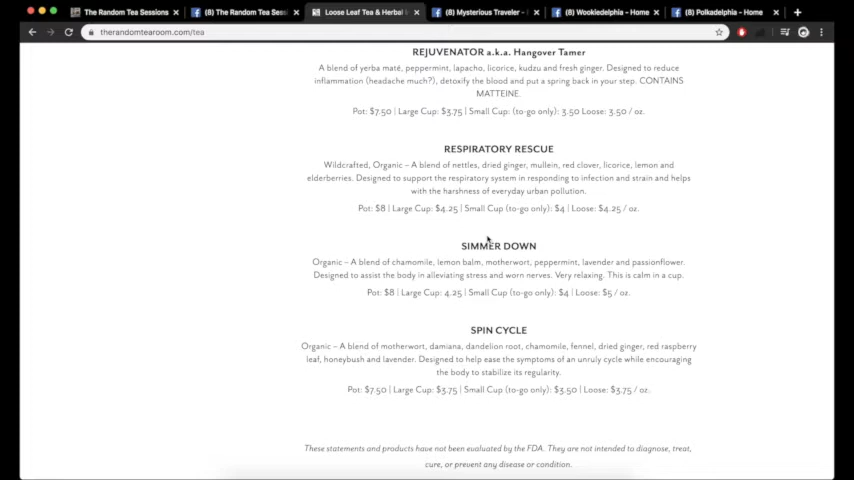 The Random Tea Sessions
(8) The Random Tea Sessi
Loose Leaf Tea & Herbal I
(8) Mysterious Traveler - E
(8) Wookiedelphia - Home
(8) Polkadelphia - Home
therandomtearoom.com/tea
REJUVENATOR a.k.a. Hangover Tamer
A blend of yerba maté, peppermint, lapacho, licorice, kudzu and fresh ginger. Designed to reduce
inflammation (headache much?), detoxify the blood and put a spring back in your step. CONTAINS
MATTEINE.
Pot: $7.50 | Large Cup: $3.75 | Small Cup: (to-go only): 3.50 Loose: 3.50 / oz.
RESPIRATORY RESCUE
Wildcrafted, Organic – A blend of nettles, dried ginger, mullein, red clover, licorice, lemon and
elderberries. Designed to support the respiratory system in responding to infection and strain and helps
with the harshness of everyday urban pollution.
Pot: $8 | Large Cup: $4.25 | Small Cup (to-go only): $4 | Loose: $4.25 / oz.
SIMMER DOWN
Organic – A blend of chamomile, lemon balm, motherwort, peppermint, lavender and passionflower.
Designed to assist the body in alleviating stress and worn nerves. Very relaxing. This is calm in a cup.
Pot: $8 | Large Cup: 4.25 | Small Cup (to-go only): $4 | Loose: $5 / oz.
SPIN CYCLE
Organic – A blend of motherwort, damiana, dandelion root, chamomile, fennel, dried ginger, red raspberry
leaf, honeybush and lavender. Designed to help ease the symptoms of an unruly cycle while encouraging
the body to stabilize its regularity.
Pot: $7.50 | Large Cup: $3.75 | Small Cup (to-go only): $3.50 | Loose: $3.75 / oz.
These statements and products have not been evaluated by the FDA. They are not intended to diagnose, treat,
cure, or prevent any disease or condition.